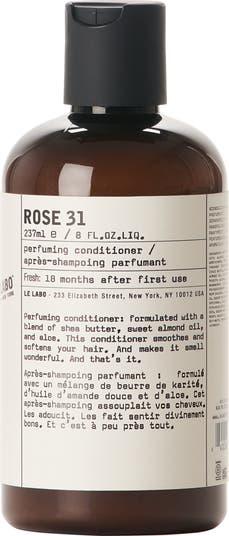 ROSE 31
237ml ℮ / 8 FL.OZ.LIQ.
perfuming conditioner /
après-shampoing parfumant
Fresh: 18 months after first use
LE LABO - 233 Elizabeth Street, New York, NY 10012 USA
Perfuming conditioner: formulated with a
blend of shea butter, sweet almond oil,
and aloe. This conditioner smoothes and
softens your hair. And makes it smell
wonderful. And that's it.
Après-shampoing parfumant : formulé
avec un mélange de beurre de karité,
d'huile d'amande douce et d'aloe. Cet
après-shampoing assouplit vos cheveux.
Les adoucit. Les fait sentir divinement
bons. Et c'est à peu près tout.
LABO